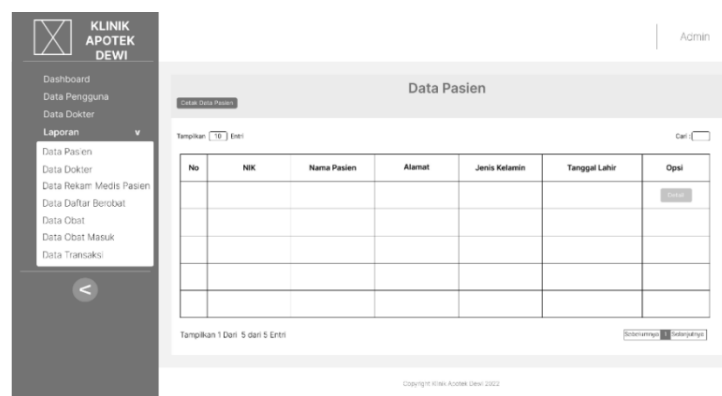 KLINIK
APOTEK
DEWI
Admin
Dashboard
Data Pengguna
Data Dokter
Laporan v
Data Pasien
Data Dokter
Data Rekam Medis Pasien
Data Daftar Berobat
Data Obat
Data Obat Masuk
Data Transaksi
<
Data Pasien
Cetak Data Pasien
Tampilkan 10 Entri
Cari :
No NIK Nama Pasien Alamat Jenis Kelamin Tanggal Lahir Opsi
Tampilkan 1 Dari 5 dari 5 Entri
Sebelumnya 1 Selanjutnya
Copyright Klinik Apotek Dewi 2022